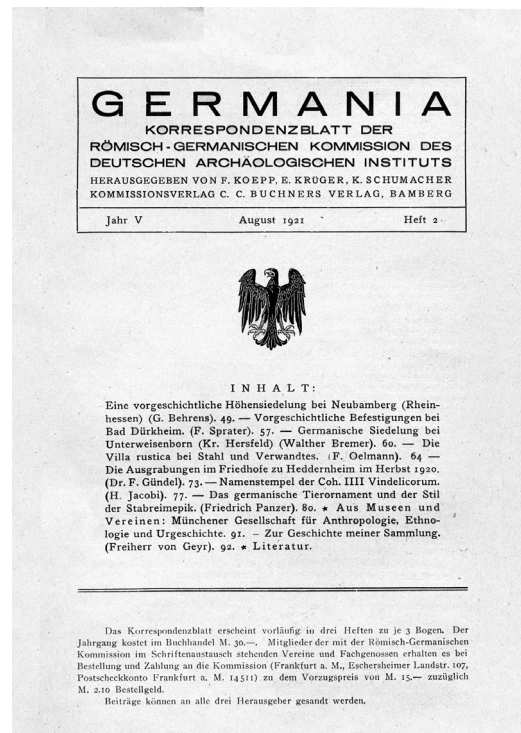 GERMANIA
KORRESPONDENZBLATT DER
RÖMISCH-GERMANISCHEN KOMMISSION DES
DEUTSCHEN ARCHÄOLOGISCHEN INSTITUTS
HERAUSGEGEBEN VON F. KOEPP, E. KRÜGER, K. SCHUMACHER
KOMMISSIONSVERLAG C. C. BUCHNERS VERLAG, BAMBERG
Jahr V August 1921 Heft 2
INHALT:
Eine vorgeschichtliche Höhensiedelung bei Neubamberg (Rhein-
hessen) (G. Behrens). 49. — Vorgeschichtliche Befestigungen bei
Bad Dürkheim. (F. Sprater). 57. — Germanische Siedelung bei
Unterweisenborn (Kr. Hersfeld) (Walther Bremer). 60. — Die
Villa rustica bei Stahl und Verwandtes. (F. Oelmann). 64 —
Die Ausgrabungen im Friedhofe zu Heddernheim im Herbst 1920.
(Dr. F. Gündel). 73. — Namenstempel der Coh. IIII Vindelicorum.
(H. Jacobi). 77. — Das germanische Tierornament und der Stil
der Stabreimepik. (Friedrich Panzer). 80. * Aus Museen und
Vereinen: Münchener Gesellschaft für Anthropologie, Ethno-
logie und Urgeschichte. 91. – Zur Geschichte meiner Sammlung.
(Freiherr von Geyr). 92. * Literatur.
Das Korrespondenzblatt erscheint vorläufig in drei Heften zu je 3 Bogen. Der
Jahrgang kostet im Buchhandel M. 30.—. Mitglieder der mit der Römisch-Germanischen
Kommission im Schriftenaustausch stehenden Vereine und Fachgenossen erhalten es bei
Bestellung und Zahlung an die Kommission (Frankfurt a. M., Eschersheimer Landstr. 107,
Postscheckkonto Frankfurt a. M. 14511) zu dem Vorzugspreis von M. 15.— zuzüglich
M. 2.10 Bestellgeld.
Beiträge können an alle drei Herausgeber gesandt werden.